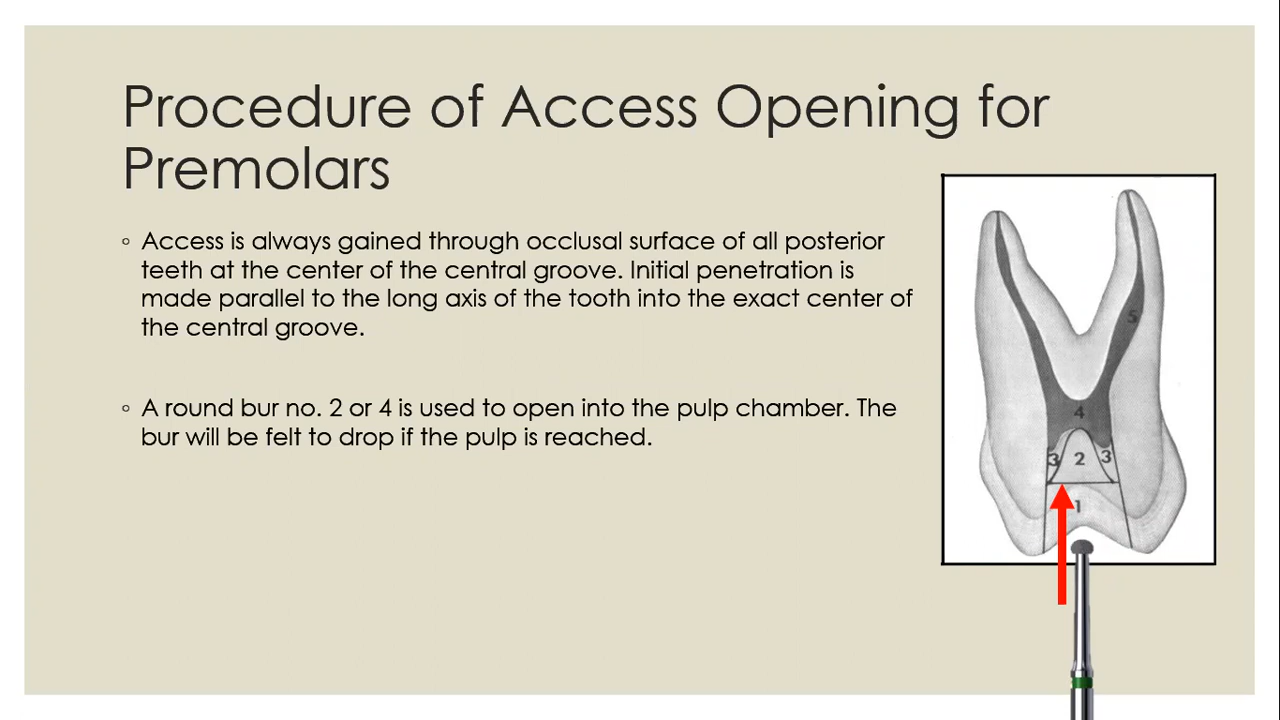 Procedure of Access Opening for
Premolars
◦ Access is always gained through occlusal surface of all posterior
teeth at the center of the central groove. Initial penetration is
made parallel to the long axis of the tooth into the exact center of
the central groove.
◦ A round bur no. 2 or 4 is used to open into the pulp chamber. The
bur will be felt to drop if the pulp is reached.
5
4
3 2 3
1